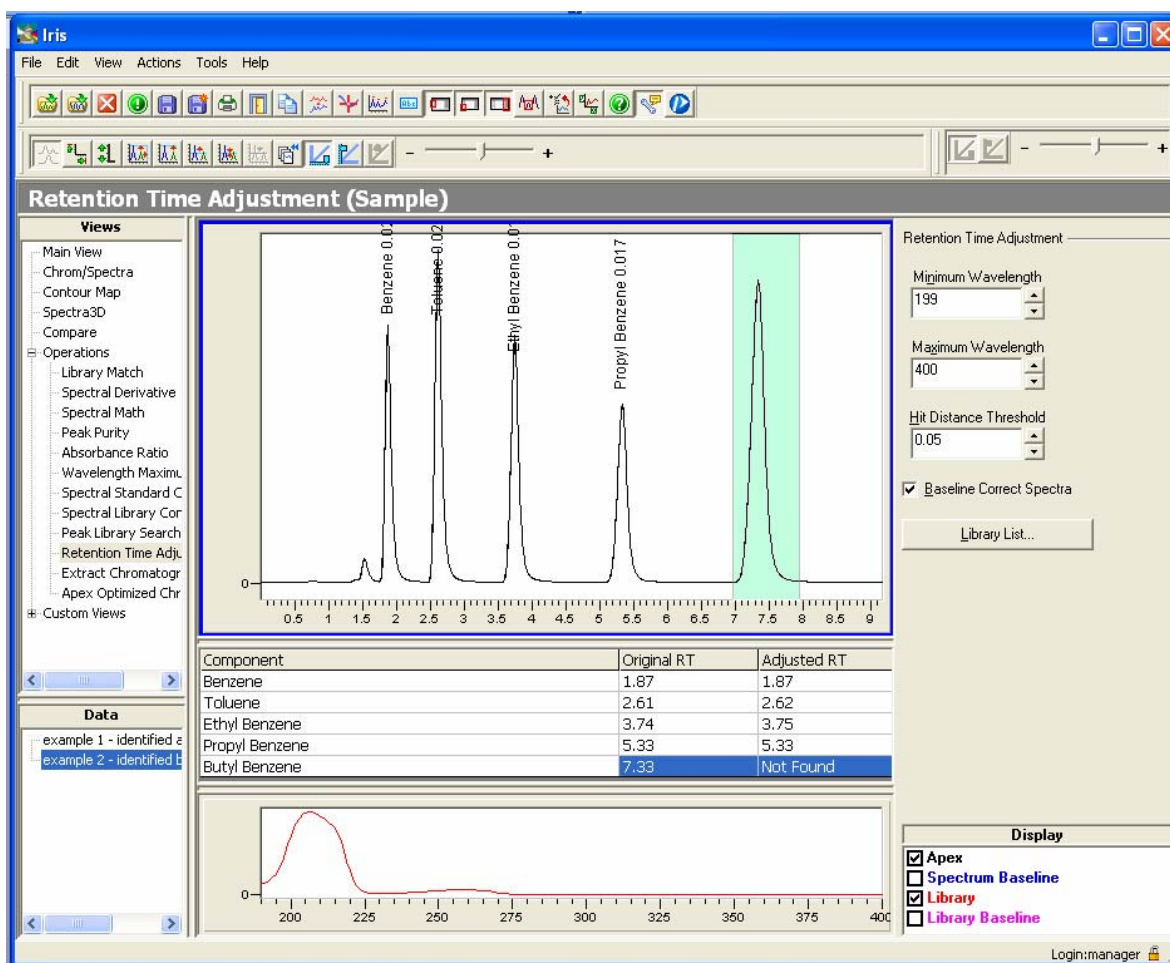 Iris
File Edit View Actions Tools Help
- +
- +
Retention Time Adjustment (Sample)
Views
Main View
Chrom/Spectra
Contour Map
Spectra3D
Compare
Operations
Library Match
Spectral Derivative
Spectral Math
Peak Purity
Absorbance Ratio
Wavelength Maximu
Spectral Standard C
Spectral Library Cor
Peak Library Search
Retention Time Adju
Extract Chromatogr
Apex Optimized Chr
Custom Views
Data
example 1 - identified a
example 2 - identified b
Benzene 0.02
Toluene 0.02
Ethyl Benzene 0.01
Propyl Benzene 0.017
0
0.5 1 1.5 2 2.5 3 3.5 4 4.5 5 5.5 6 6.5 7 7.5 8 8.5 9
Component Original RT Adjusted RT
Benzene 1.87 1.87
Toluene 2.61 2.62
Ethyl Benzene 3.74 3.75
Propyl Benzene 5.33 5.33
Butyl Benzene 7.33 Not Found
0
200 225 250 275 300 325 350 375 400
Retention Time Adjustment
Minimum Wavelength
199
Maximum Wavelength
400
Hit Distance Threshold
0.05
Baseline Correct Spectra
Library List...
Display
Apex
Spectrum Baseline
Library
Library Baseline
Login:manager